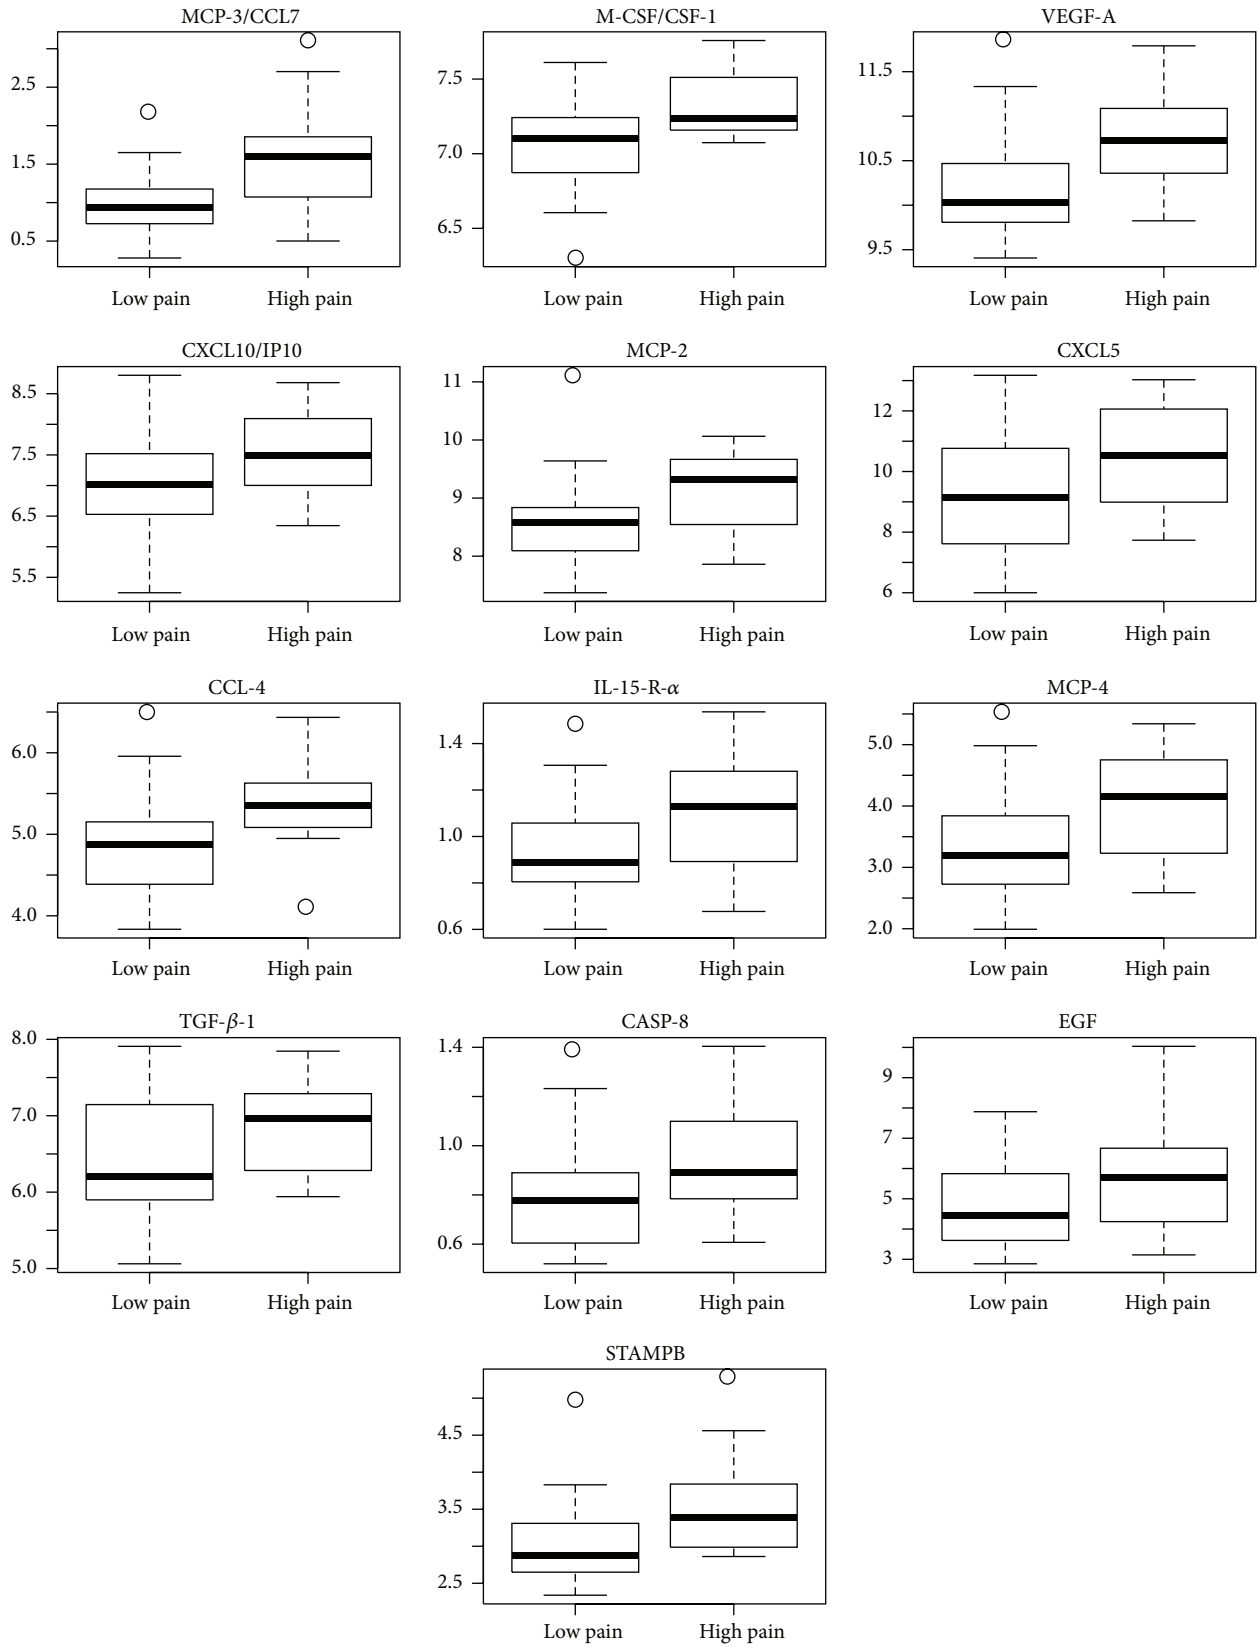 MCP-3/CCL7
2.5
1.5
0.5
Low pain
High pain
M-CSF/CSF-1
7.5
7.0
6.5
Low pain
High pain
VEGF-A
11.5
10.5
9.5
Low pain
High pain
CXCL10/IP10
8.5
7.5
6.5
5.5
Low pain
High pain
MCP-2
11
10
9
8
Low pain
High pain
CXCL5
12
10
8
6
Low pain
High pain
CCL-4
6.0
5.0
4.0
Low pain
High pain
IL-15-R-α
1.4
1.0
0.6
Low pain
High pain
MCP-4
5.0
4.0
3.0
2.0
Low pain
High pain
TGF-β-1
8.0
7.0
6.0
5.0
Low pain
High pain
CASP-8
1.4
1.0
0.6
Low pain
High pain
EGF
9
7
5
3
Low pain
High pain
STAMPB
4.5
3.5
2.5
Low pain
High pain